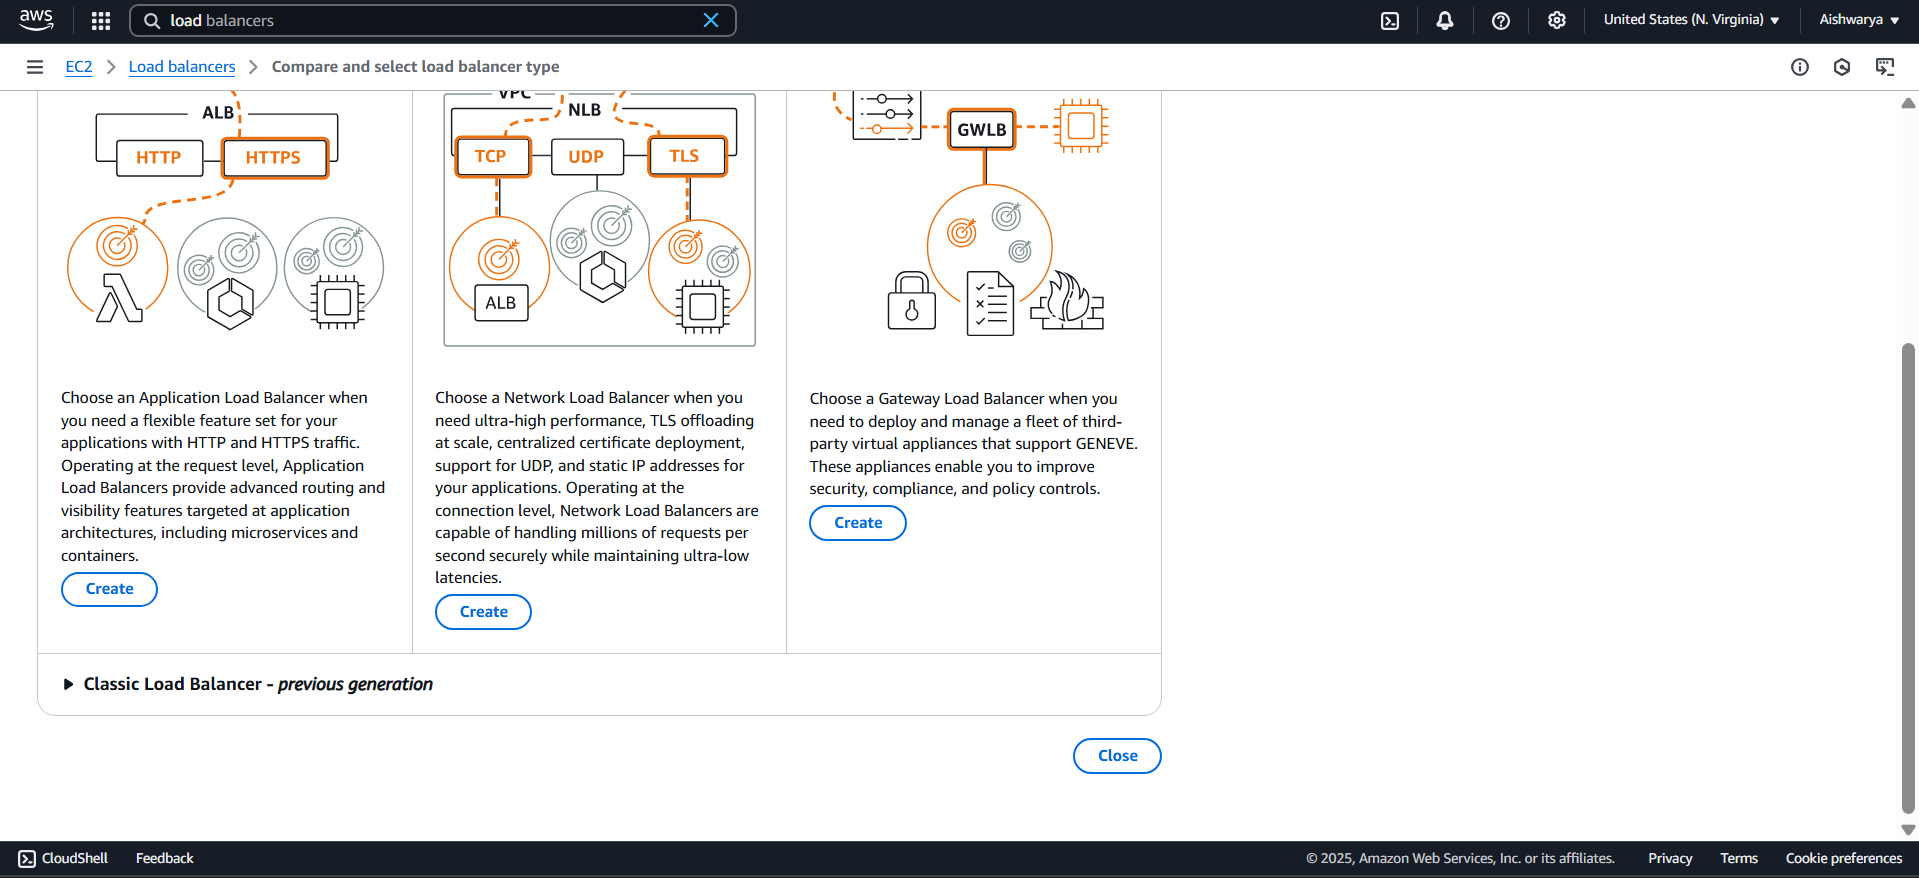 aws
load balancers
United States (N. Virginia)
Aishwarya
EC2
Load balancers
Compare and select load balancer type
ALB
HTTP
HTTPS
VPC
NLB
TCP
UDP
TLS
ALB
GWLB
Choose an Application Load Balancer when
you need a flexible feature set for your
applications with HTTP and HTTPS traffic.
Operating at the request level, Application
Load Balancers provide advanced routing and
visibility features targeted at application
architectures, including microservices and
containers.
Create
Choose a Network Load Balancer when you
need ultra-high performance, TLS offloading
at scale, centralized certificate deployment,
support for UDP, and static IP addresses for
your applications. Operating at the
connection level, Network Load Balancers are
capable of handling millions of requests per
second securely while maintaining ultra-low
latencies.
Create
Choose a Gateway Load Balancer when you
need to deploy and manage a fleet of third-
party virtual appliances that support GENEVE.
These appliances enable you to improve
security, compliance, and policy controls.
Create
Classic Load Balancer - previous generation
Close
CloudShell
Feedback
© 2025, Amazon Web Services, Inc. or its affiliates.
Privacy
Terms
Cookie preferences